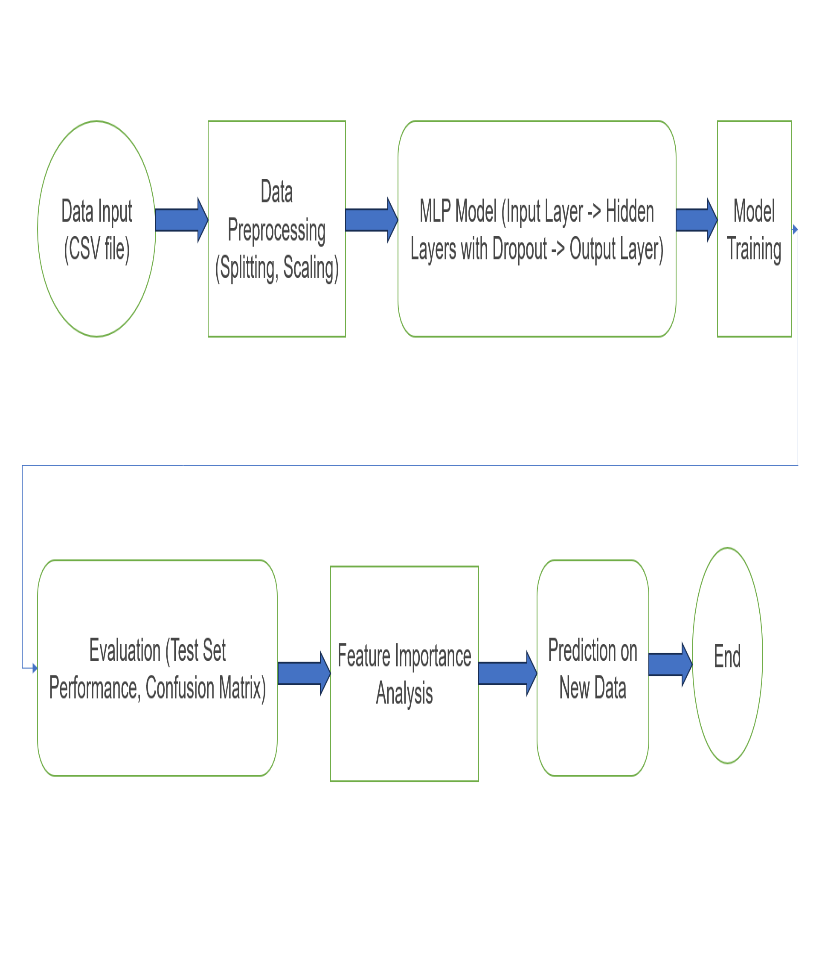 Data Input
(CSV file)
Data
Preprocessing
(Splitting, Scaling)
MLP Model (Input Layer -> Hidden
Layers with Dropout -> Output Layer)
Model
Training
Evaluation (Test Set
Performance, Confusion Matrix)
Feature Importance
Analysis
Prediction on
New Data
End